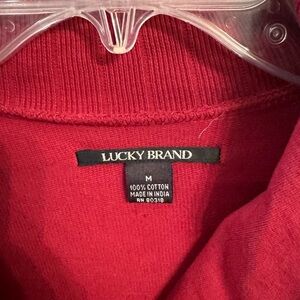 LUCKY BRAND
M
100% COTTON
MADE IN INDIA
RN 80318